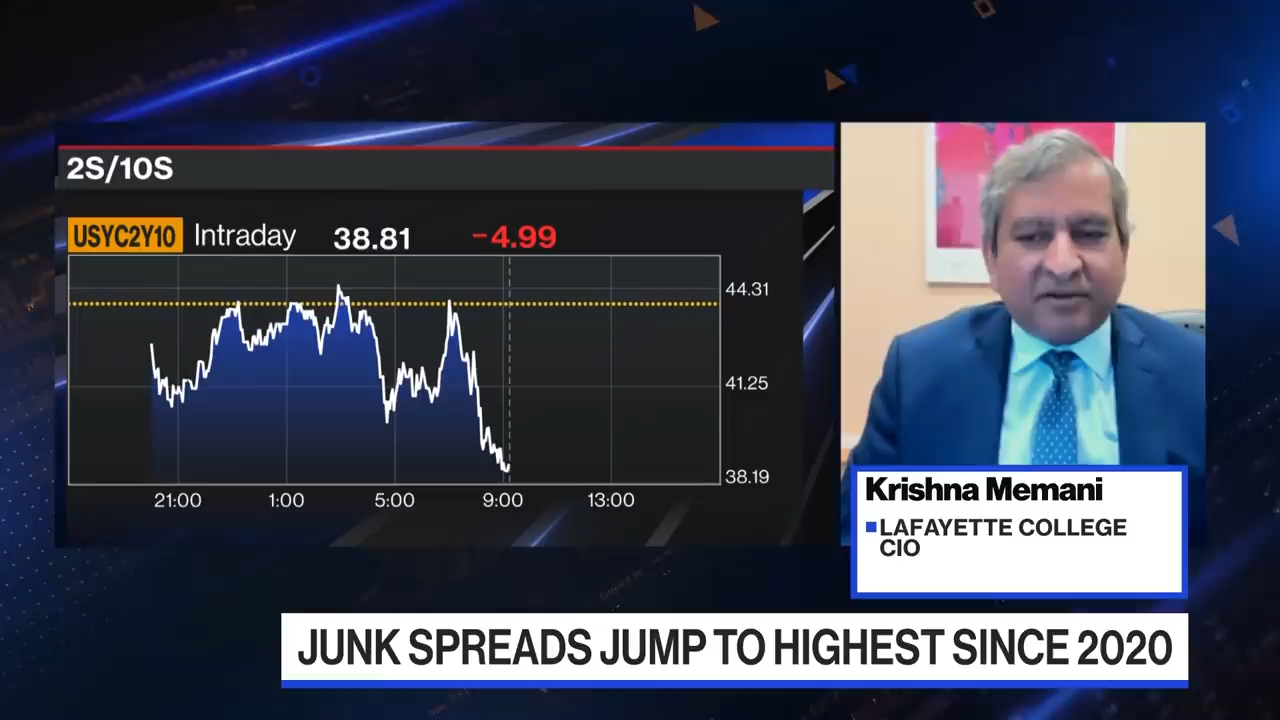 2S/10S
USYC2Y10 Intraday 38.81 -4.99
44.31
41.25
38.19
21:00 1:00 5:00 9:00 13:00
Krishna Memani
LAFAYETTE COLLEGE
CIO
JUNK SPREADS JUMP TO HIGHEST SINCE 2020